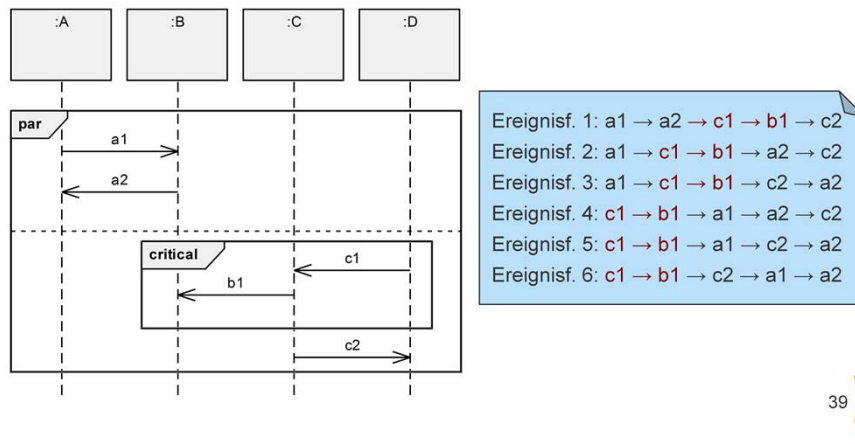 :A :B :C :D
par
a1
a2
critical
c1
b1
c2
Ereignisf. 1: a1 → a2 → c1 → b1 → c2
Ereignisf. 2: a1 → c1 → b1 → a2 → c2
Ereignisf. 3: a1 → c1 → b1 → c2 → a2
Ereignisf. 4: c1 → b1 → a1 → a2 → c2
Ereignisf. 5: c1 → b1 → a1 → c2 → a2
Ereignisf. 6: c1 → b1 → c2 → a1 → a2
39